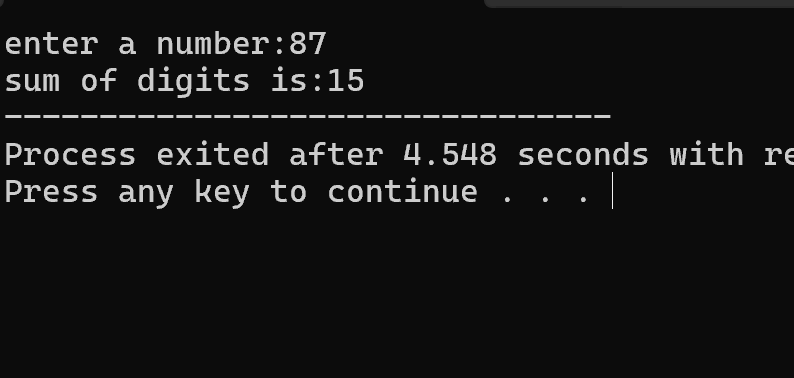 enter a number:87
sum of digits is:15
--------------------------------
Process exited after 4.548 seconds with re
Press any key to continue . . .